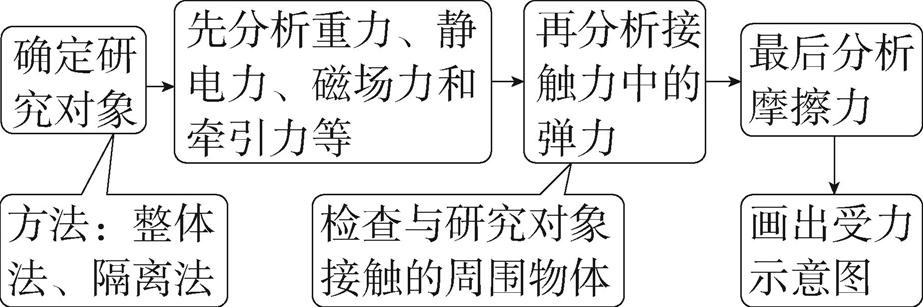 确定研
究对象
先分析重力、静
电力、磁场力和
牵引力等
再分析接
触力中的
弹力
最后分析
摩擦力
方法：整体
法、隔离法
检查与研究对象
接触的周围物体
画出受力
示意图